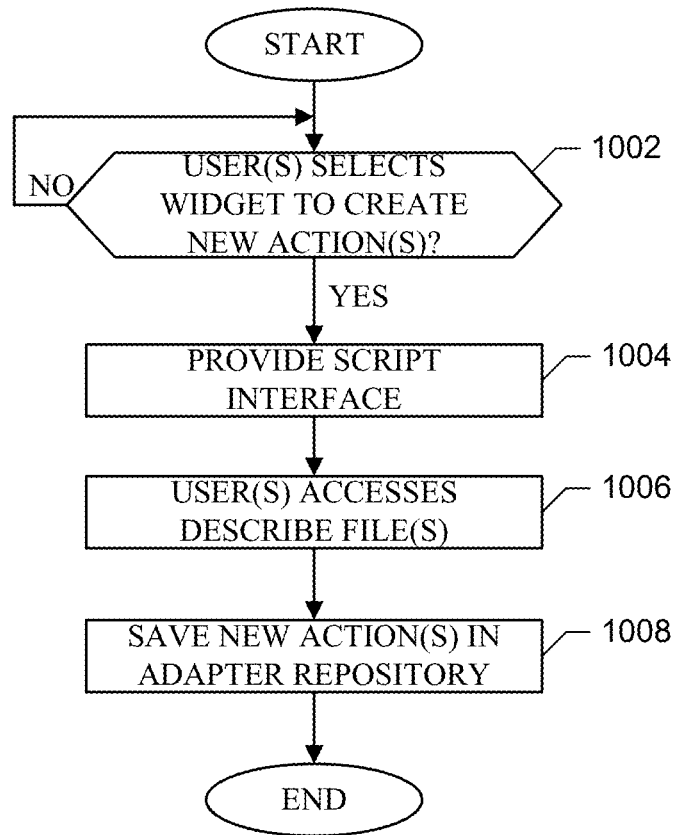 START
USER(S) SELECTS
WIDGET TO CREATE
NEW ACTION(S)?
1002
NO
YES
PROVIDE SCRIPT
INTERFACE
1004
USER(S) ACCESSES
DESCRIBE FILE(S)
1006
SAVE NEW ACTION(S) IN
ADAPTER REPOSITORY
1008
END